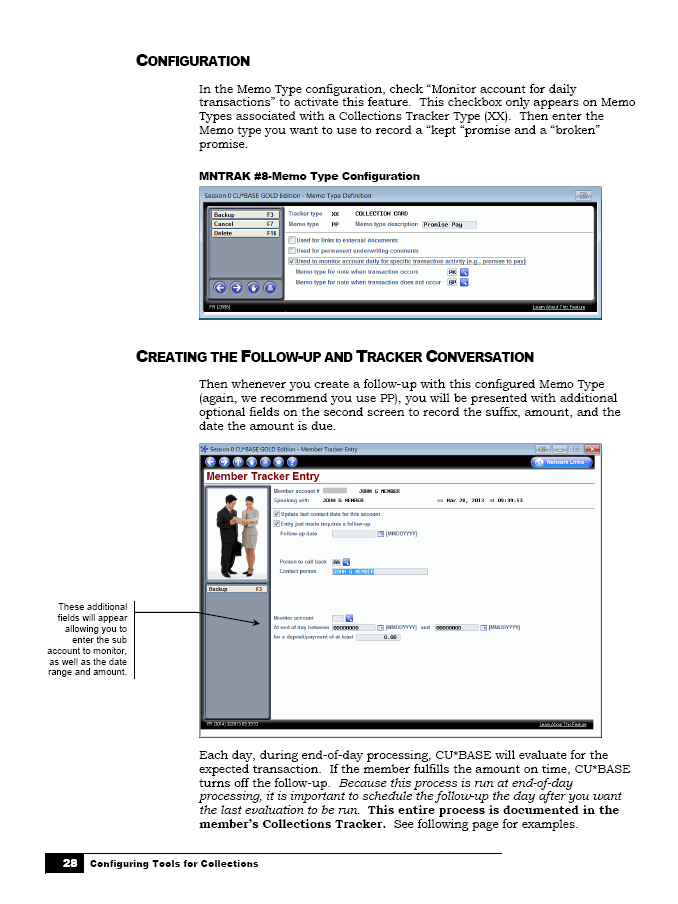 CONFIGURATION
In the Memo Type configuration, check “Monitor account for daily
transactions” to activate this feature.  This checkbox only appears on Memo
Types associated with a Collections Tracker Type (XX).  Then enter the
Memo type you want to use to record a “kept “promise and a “broken”
promise.
MNTRAK #8-Memo Type Configuration
Session 0 CU*BASE GOLD Edition - Memo Type Definition
Backup F3
Cancel F7
Delete F16
Tracker type XX COLLECTION CARD
Memo type PP Memo type description Promise Pay
Used for links to external documents
Used for permanent underwriting comments
Used to monitor account daily for specific transaction activity (e.g., promise to pay)
Memo type for note when transaction occurs PK
Memo type for note when transaction does not occur BP
FR (2886)
Learn About This Feature
CREATING THE FOLLOW-UP AND TRACKER CONVERSATION
Then whenever you create a follow-up with this configured Memo Type
(again, we recommend you use PP), you will be presented with additional
optional fields on the second screen to record the suffix, amount, and the
date the amount is due.
Session 0 CU*BASE GOLD Edition - Member Tracker Entry
Network Links
Member Tracker Entry
Member account # JOHN G MEMBER
Speaking with JOHN G MEMBER on Mar 28, 2013 at 09:39:53
Update last contact date for this account
Entry just made requires a follow-up
Follow-up date [MMDDYYYY]
Person to call back
Contact person JOHN G MEMBER
Backup F3
These additional
fields will appear
allowing you to
enter the sub
account to monitor,
as well as the date
range and amount.
Monitor account
At end of day between 00000000 [MMDDYYYY] and 00000000 [MMDDYYYY]
for a deposit/payment of at least 0.00
Learn About This Feature
Each day, during end-of-day processing, CU*BASE will evaluate for the
expected transaction.  If the member fulfills the amount on time, CU*BASE
turns off the follow-up.  Because this process is run at end-of-day
processing, it is important to schedule the follow-up the day after you want
the last evaluation to be run.  This entire process is documented in the
member’s Collections Tracker.  See following page for examples.
28 Configuring Tools for Collections